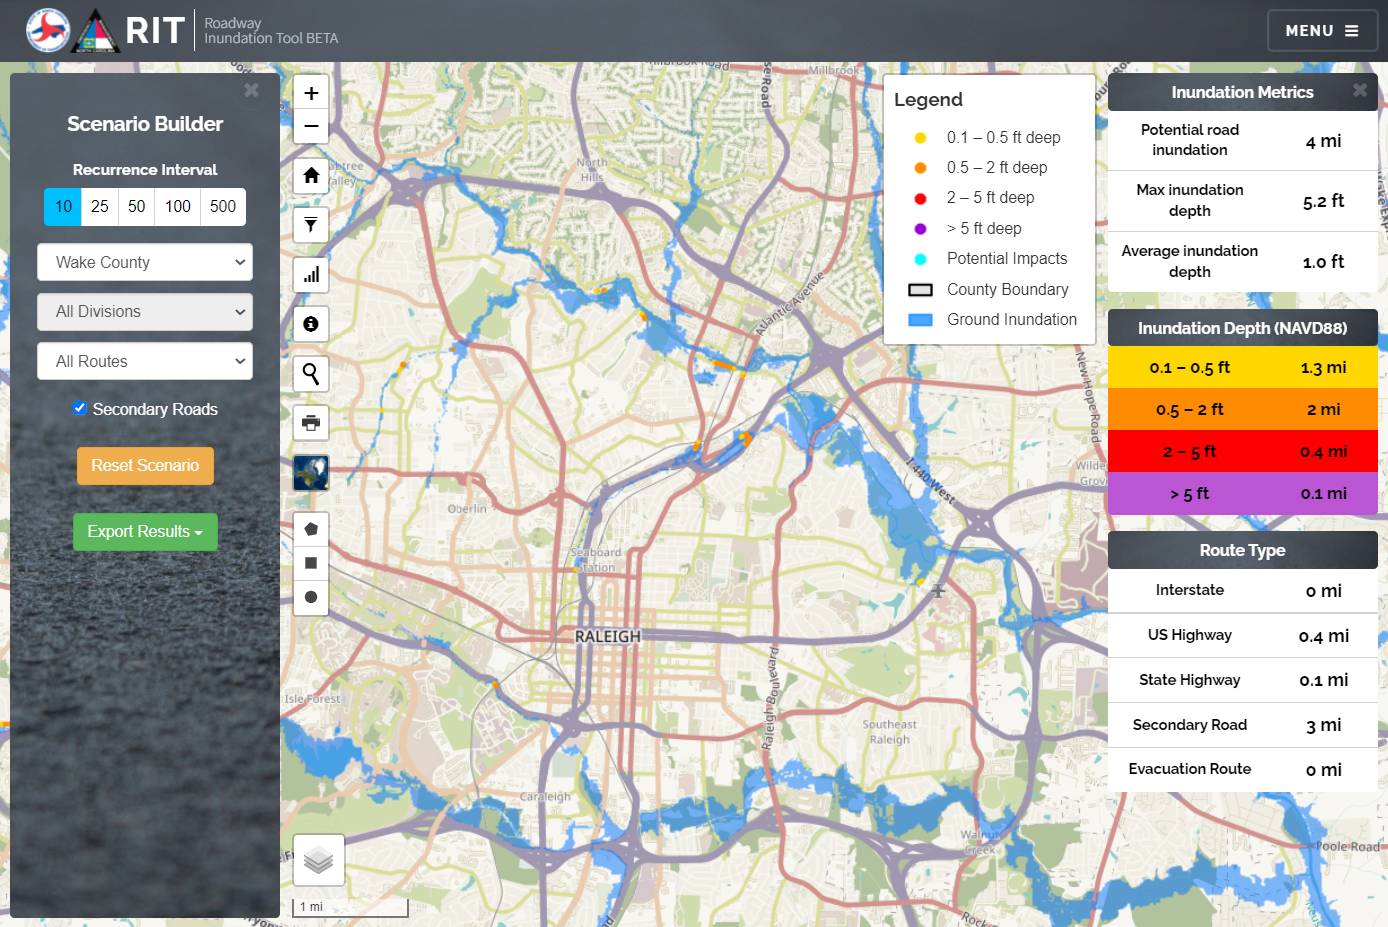 RIT
Roadway
Inundation Tool BETA
MENU
Scenario Builder
Recurrence Interval
10 25 50 100 500
Wake County
All Divisions
All Routes
Secondary Roads
Reset Scenario
Export Results
+
−
Legend
0.1 – 0.5 ft deep
0.5 – 2 ft deep
2 – 5 ft deep
> 5 ft deep
Potential Impacts
County Boundary
Ground Inundation
Inundation Metrics
Potential road
inundation
4 mi
Max inundation
depth
5.2 ft
Average inundation
depth
1.0 ft
Inundation Depth (NAVD88)
0.1 – 0.5 ft 1.3 mi
0.5 – 2 ft 2 mi
2 – 5 ft 0.4 mi
> 5 ft 0.1 mi
Route Type
Interstate 0 mi
US Highway 0.4 mi
State Highway 0.1 mi
Secondary Road 3 mi
Evacuation Route 0 mi
Millbrook
North
Hills
Atlantic Avenue
New Hope Road
I 440 West
Oberlin
Seaboard
Station
RALEIGH
Raleigh Boulevard
Isle Forest
Southeast
Raleigh
Caraleigh
Walnut
Creek
Poole Road
1 mi